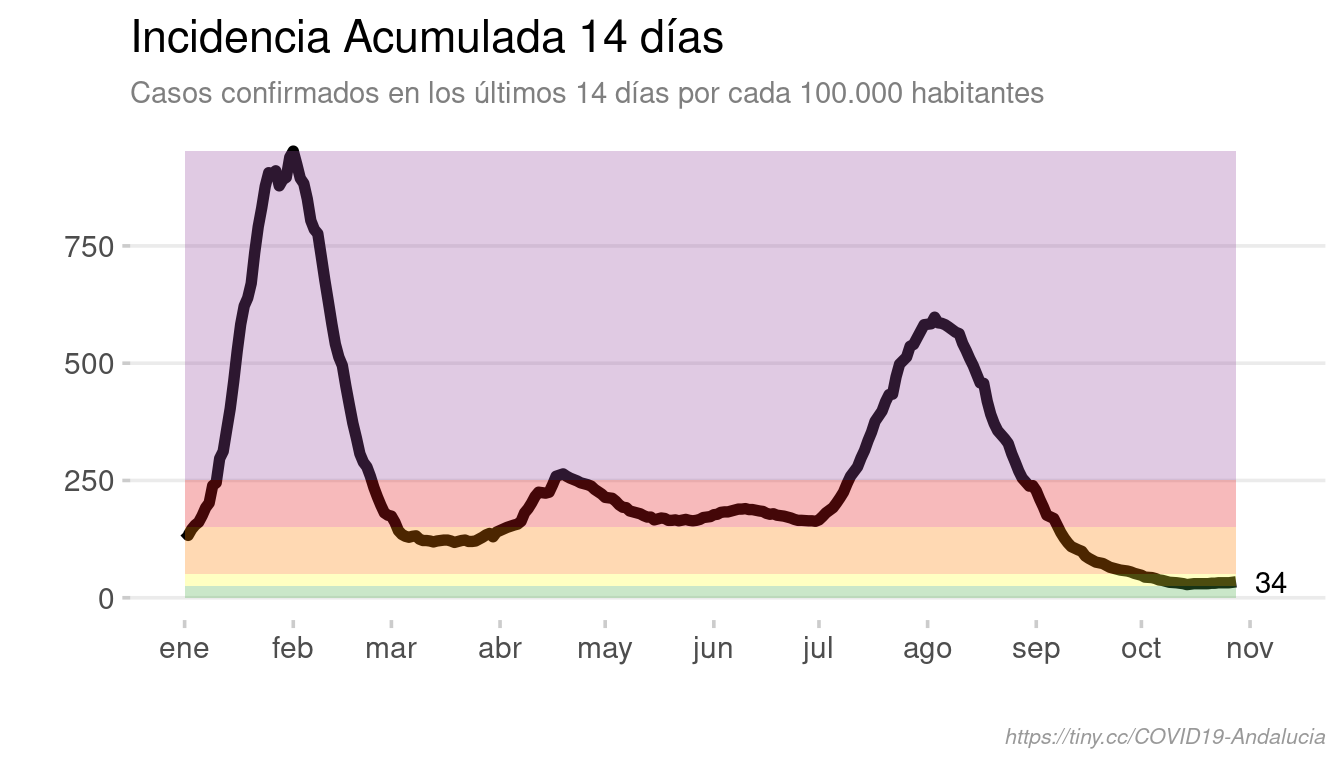 Incidencia Acumulada 14 días
Casos confirmados en los últimos 14 días por cada 100.000 habitantes
750
500
250
0
34
ene feb mar abr may jun jul ago sep oct nov
https://tiny.cc/COVID19-Andalucia